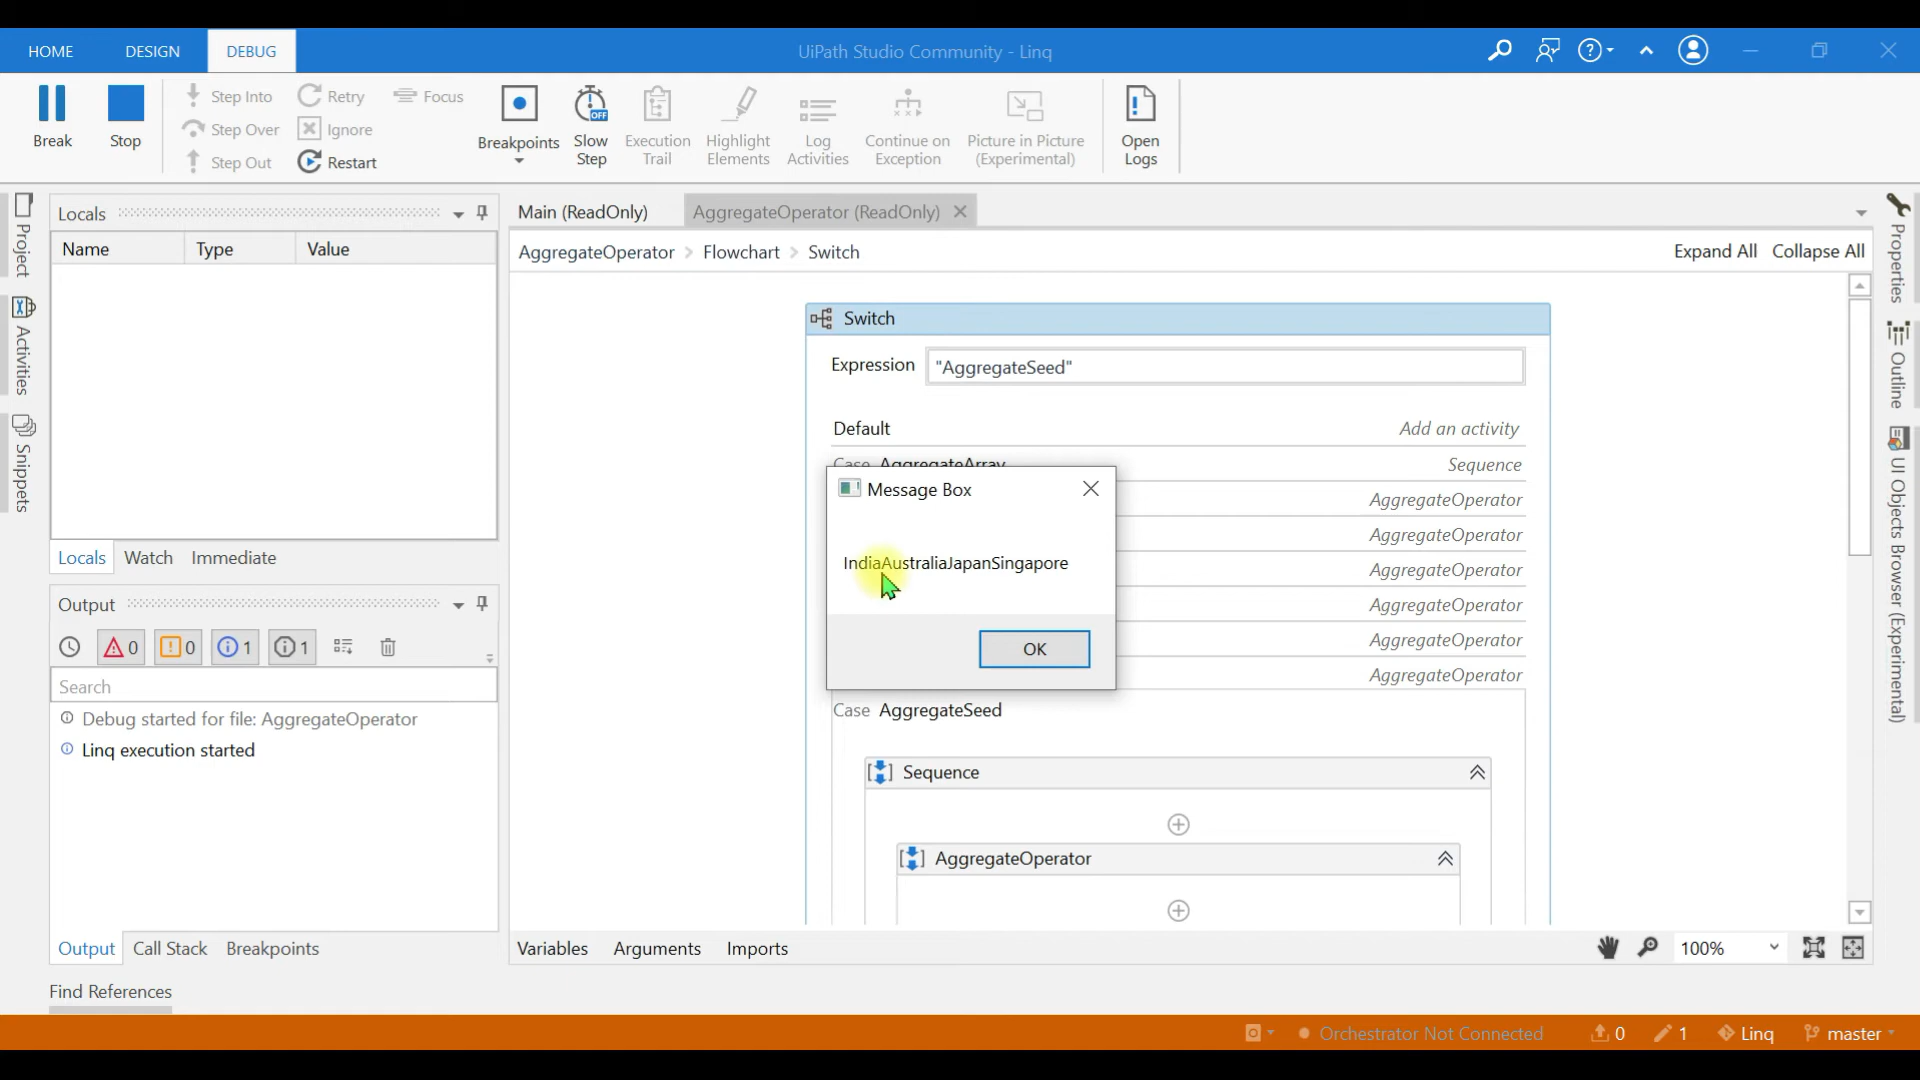 HOME
DESIGN
DEBUG
UiPath Studio Community - Linq
Break
Stop
Step Into
Step Over
Step Out
Retry
Ignore
Restart
Focus
Breakpoints
Slow
Step
OFF
Execution
Trail
Highlight
Elements
Log
Activities
Continue on
Exception
Picture in Picture
(Experimental)
Open
Logs
Project
Activities
Snippets
Locals
Name Type Value
Locals Watch Immediate
Output
0 0 1 1
Search
Debug started for file: AggregateOperator
Linq execution started
Output Call Stack Breakpoints
Find References
Main (ReadOnly)
AggregateOperator (ReadOnly)
AggregateOperator > Flowchart > Switch
Expand All Collapse All
Switch
Expression "AggregateSeed"
Default Add an activity
Case AggregateArray Sequence
AggregateOperator
AggregateOperator
AggregateOperator
AggregateOperator
AggregateOperator
AggregateOperator
Message Box
IndiaAustraliaJapanSingapore
OK
Case AggregateSeed
Sequence
AggregateOperator
Variables Arguments Imports
100%
Properties
Outline
UI Objects Browser (Experimental)
Orchestrator Not Connected
0
1
Linq
master